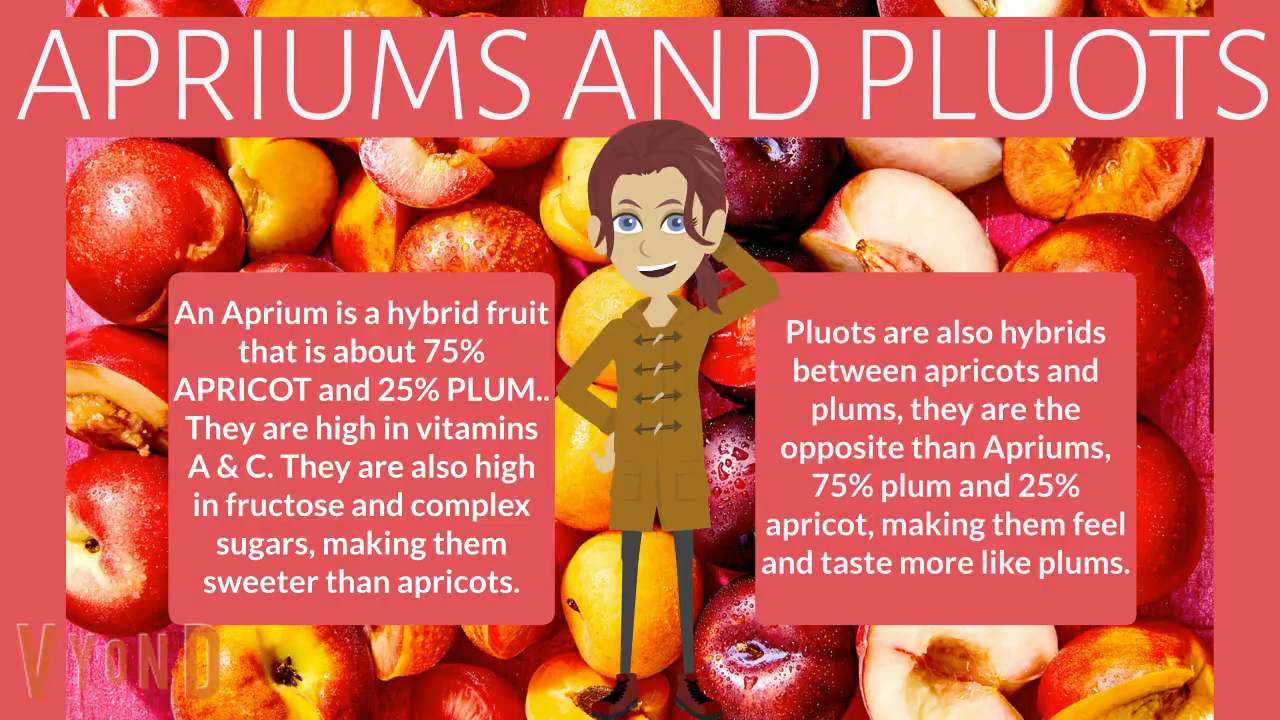 APRIUMS AND PLUOTS
An Aprium is a hybrid fruit
that is about 75%
APRICOT and 25% PLUM..
They are high in vitamins
A & C. They are also high
in fructose and complex
sugars, making them
sweeter than apricots.
Pluots are also hybrids
between apricots and
plums, they are the
opposite than Apriums,
75% plum and 25%
apricot, making them feel
and taste more like plums.
VYOND